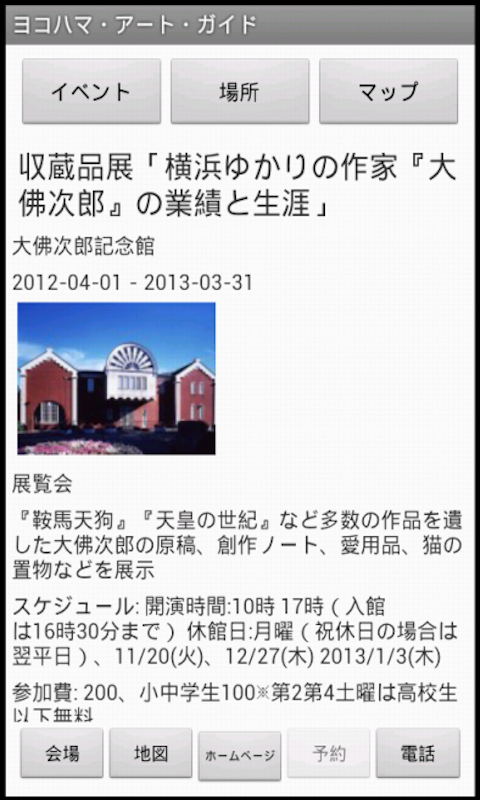 ヨコハマ・アート・ガイド
イベント
場所
マップ
収蔵品展「横浜ゆかりの作家『大
佛次郎』の業績と生涯」
大佛次郎記念館
2012-04-01 - 2013-03-31
展覧会
『鞍馬天狗』『天皇の世紀』など多数の作品を遺
した大佛次郎の原稿、創作ノート、愛用品、猫の
置物などを展示
スケジュール: 開演時間:10時 17時（入館
は16時30分まで）休館日:月曜（祝休日の場合は
翌平日）、11/20(火)、12/27(木) 2013/1/3(木)
参加費: 200、小中学生100※第2第4土曜は高校生
以下無料
会場
地図
ホームページ
予約
電話